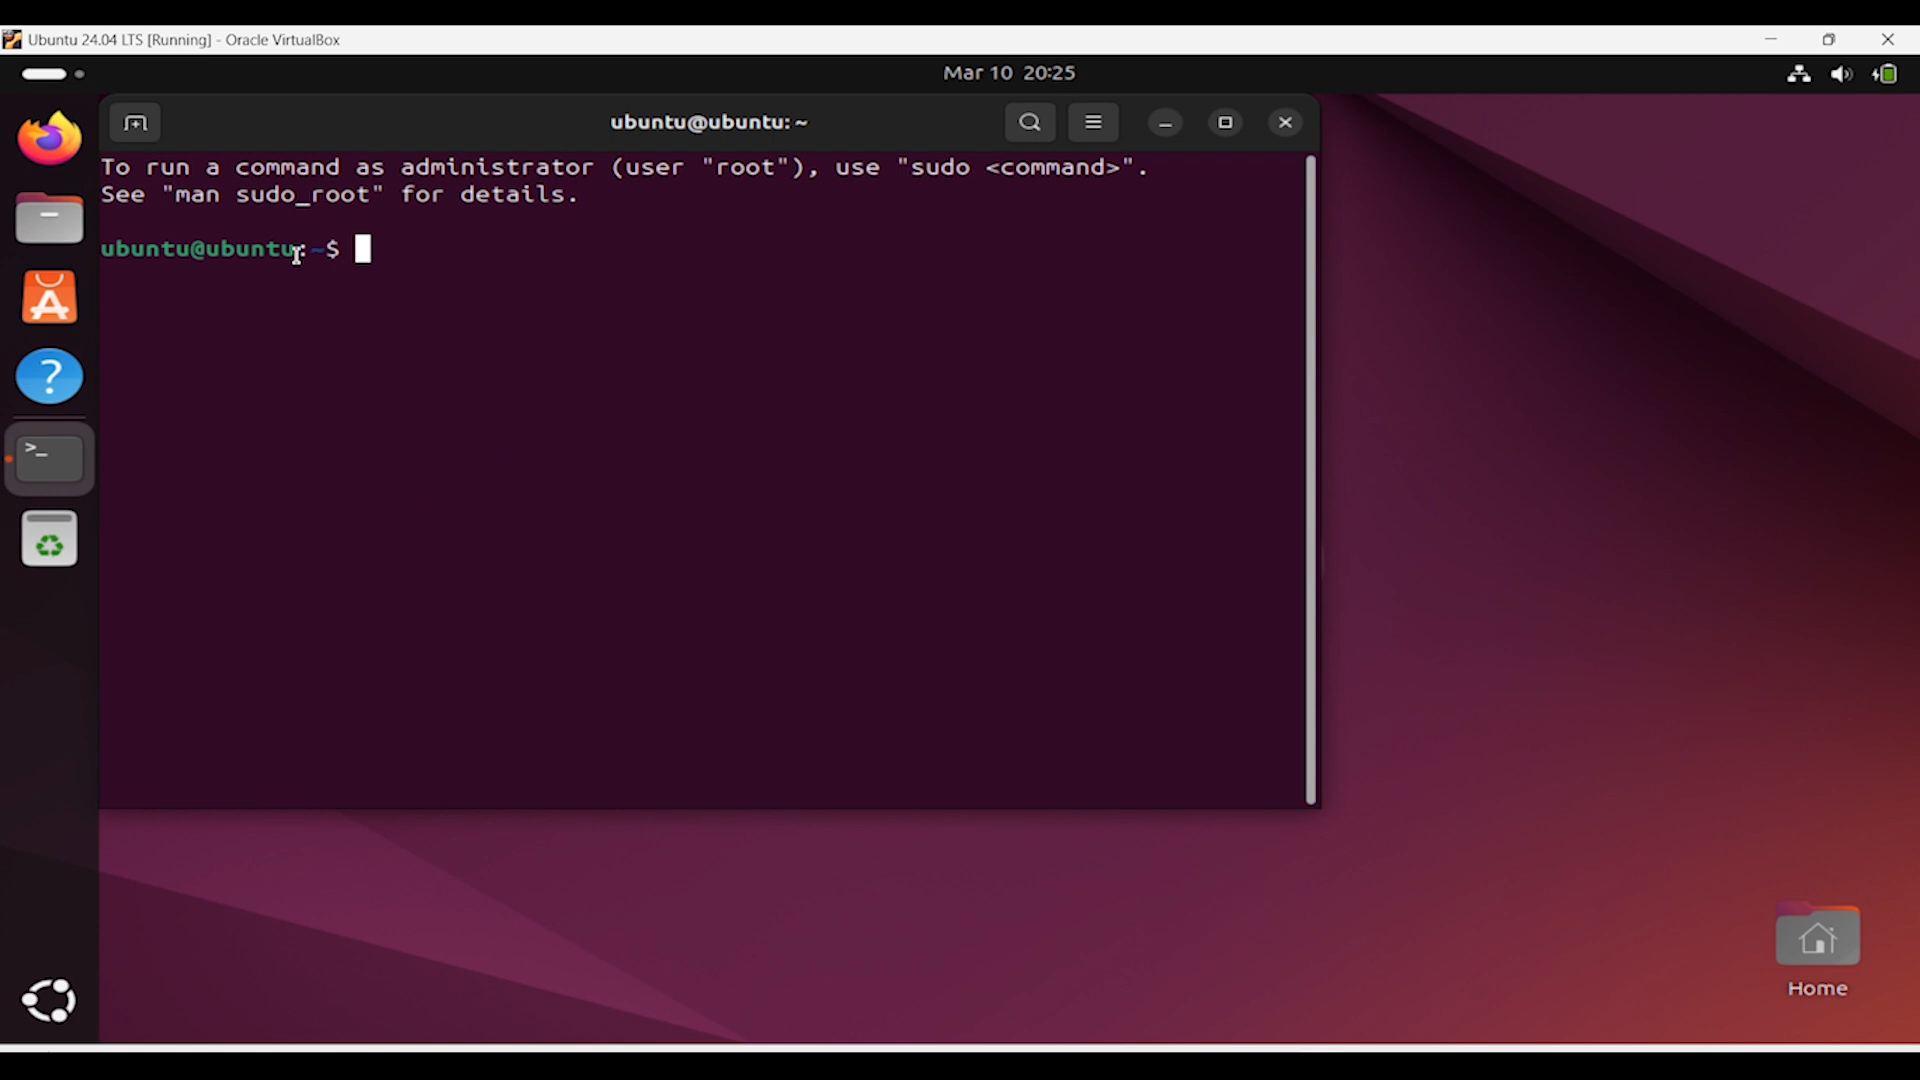 Ubuntu 24.04 LTS [Running] - Oracle VirtualBox
Mar 10 20:25
ubuntu@ubuntu: ~
To run a command as administrator (user "root"), use "sudo <command>".
See "man sudo_root" for details.
ubuntu@ubuntu:~$
Home